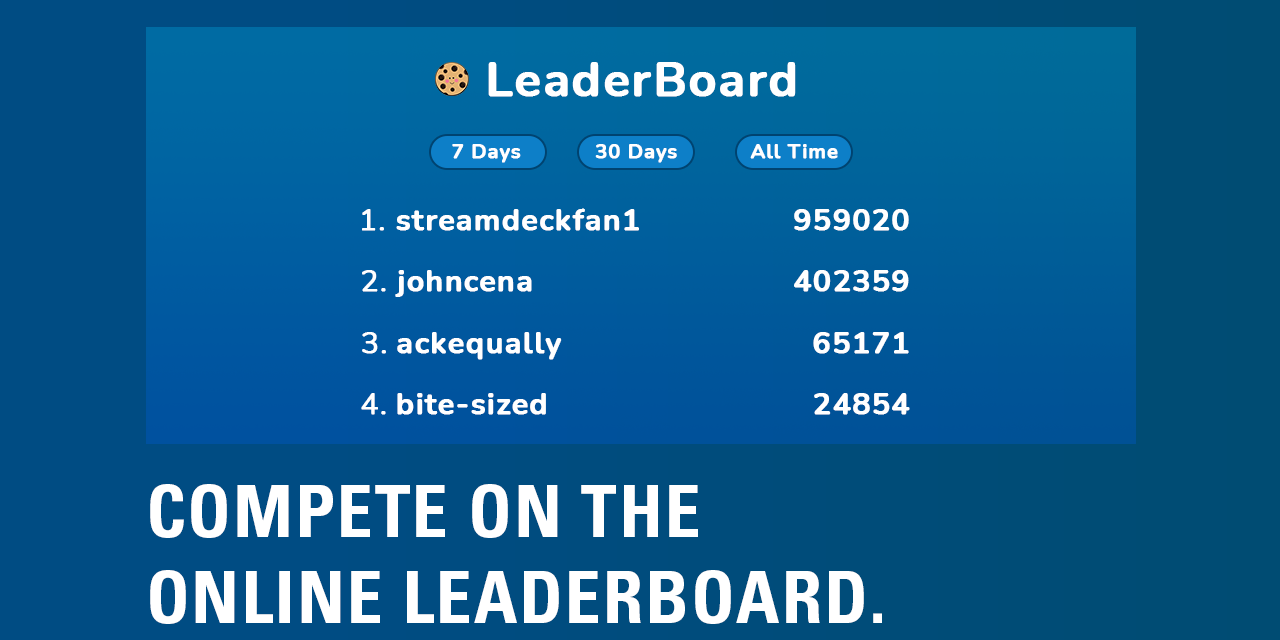 LeaderBoard
7 Days 30 Days All Time
1. streamdeckfan1 959020
2. johncena 402359
3. ackequally 65171
4. bite-sized 24854
COMPETE ON THE
ONLINE LEADERBOARD.